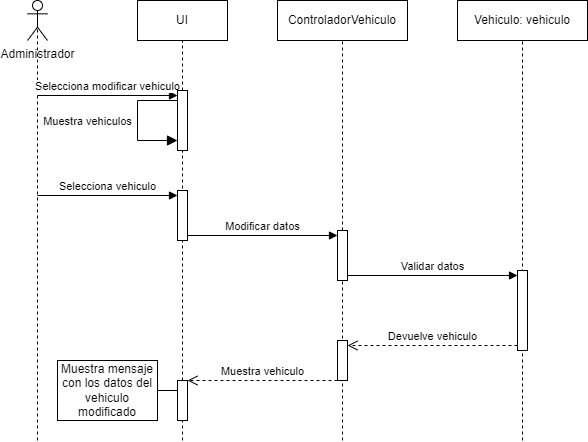 UI
ControladorVehiculo
Vehiculo: vehiculo
Administrador
Selecciona modificar vehiculo
Muestra vehiculos
Selecciona vehiculo
Modificar datos
Validar datos
Devuelve vehiculo
Muestra vehiculo
Muestra mensaje
con los datos del
vehiculo
modificado